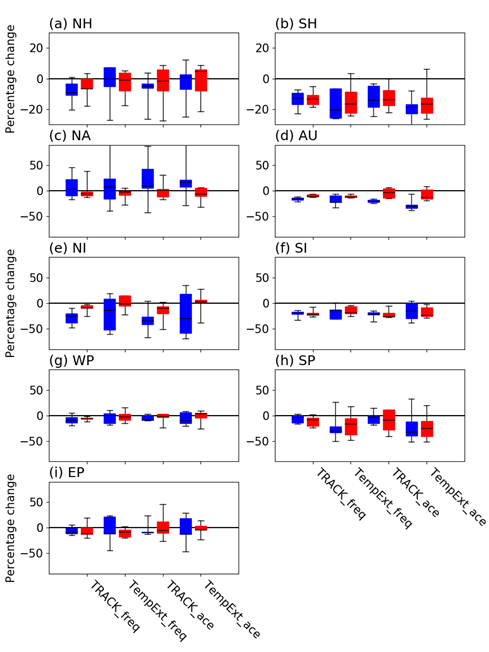 (a) NH
(b) SH
Percentage change
20
0
−20
(c) NA
(d) AU
50
0
−50
(e) NI
(f) SI
Percentage change
50
0
−50
50
0
−50
(g) WP
(h) SP
50
0
−50
50
0
−50
(i) EP
Percentage change
50
0
−50
TRACK_freq
TempExt_freq
TRACK_ace
TempExt_ace
TRACK_freq
TempExt_freq
TRACK_ace
TempExt_ace
20
0
−20
50
0
−50